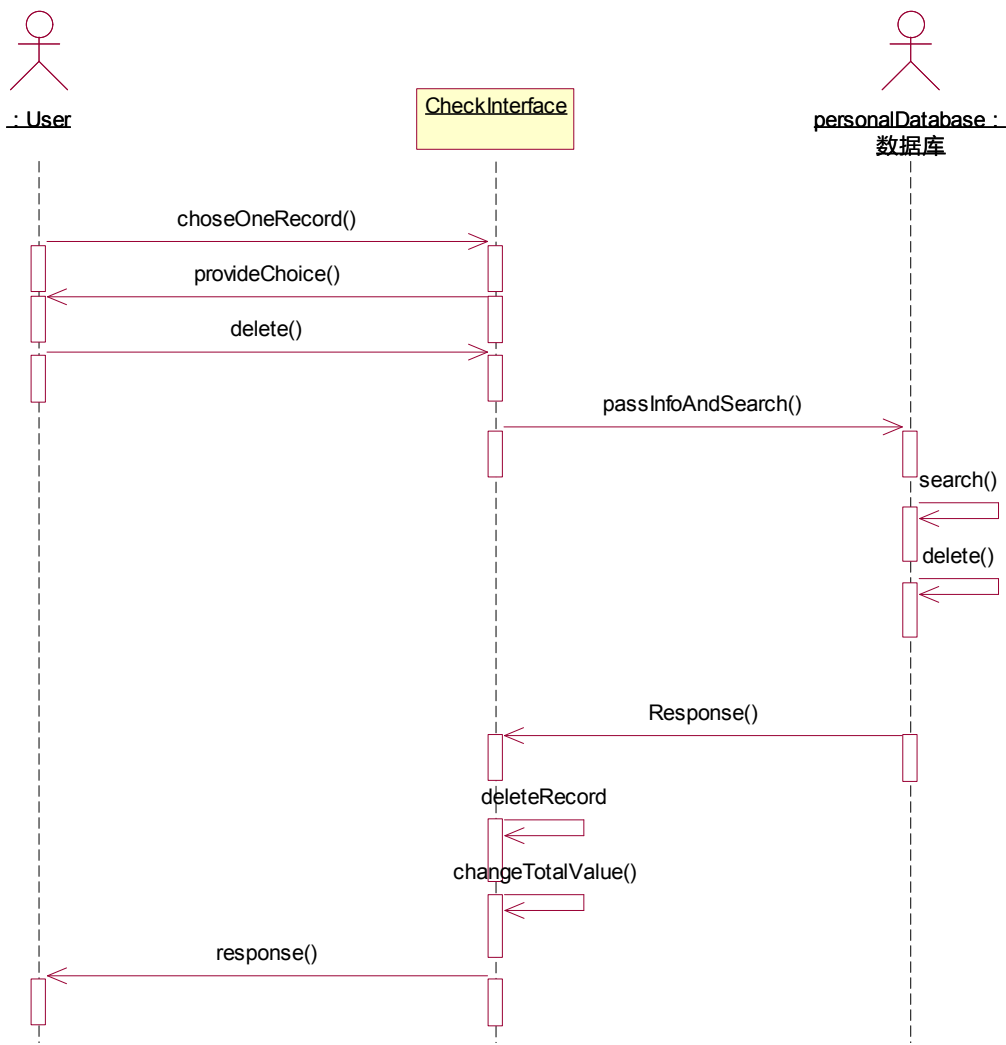 : User
CheckInterface
personalDatabase :
数据库
choseOneRecord()
provideChoice()
delete()
passInfoAndSearch()
search()
delete()
Response()
deleteRecord
changeTotalValue()
response()